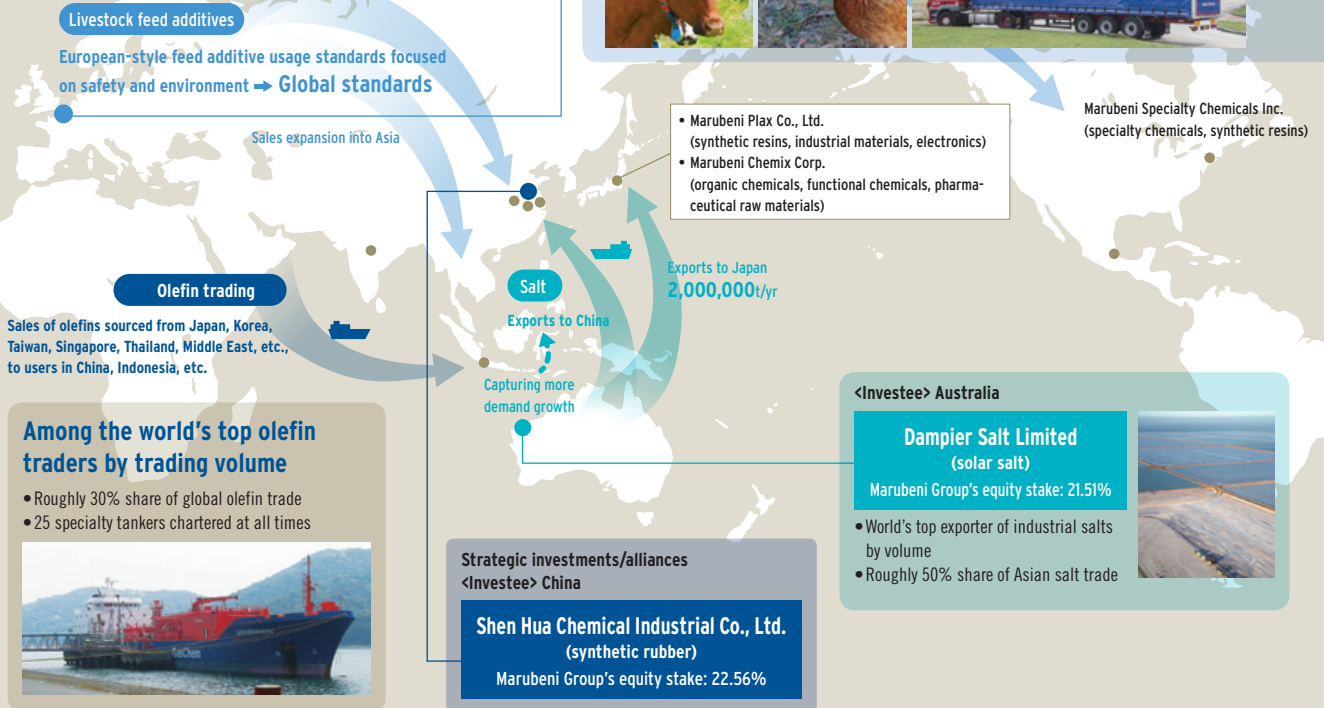 Livestock feed additives
European-style feed additive usage standards focused
on safety and environment ➞ Global standards
Sales expansion into Asia
• Marubeni Plax Co., Ltd.
(synthetic resins, industrial materials, electronics)
• Marubeni Chemix Corp.
(organic chemicals, functional chemicals, pharma-
ceutical raw materials)
Marubeni Specialty Chemicals Inc.
(specialty chemicals, synthetic resins)
Olefin trading
Sales of olefins sourced from Japan, Korea,
Taiwan, Singapore, Thailand, Middle East, etc.,
to users in China, Indonesia, etc.
Salt
Exports to China
Capturing more
demand growth
Exports to Japan
2,000,000t/yr
Among the world's top olefin
traders by trading volume
• Roughly 30% share of global olefin trade
• 25 specialty tankers chartered at all times
Strategic investments/alliances
<Investee> China
Shen Hua Chemical Industrial Co., Ltd.
(synthetic rubber)
Marubeni Group's equity stake: 22.56%
<Investee> Australia
Dampier Salt Limited
(solar salt)
Marubeni Group's equity stake: 21.51%
• World's top exporter of industrial salts
by volume
• Roughly 50% share of Asian salt trade